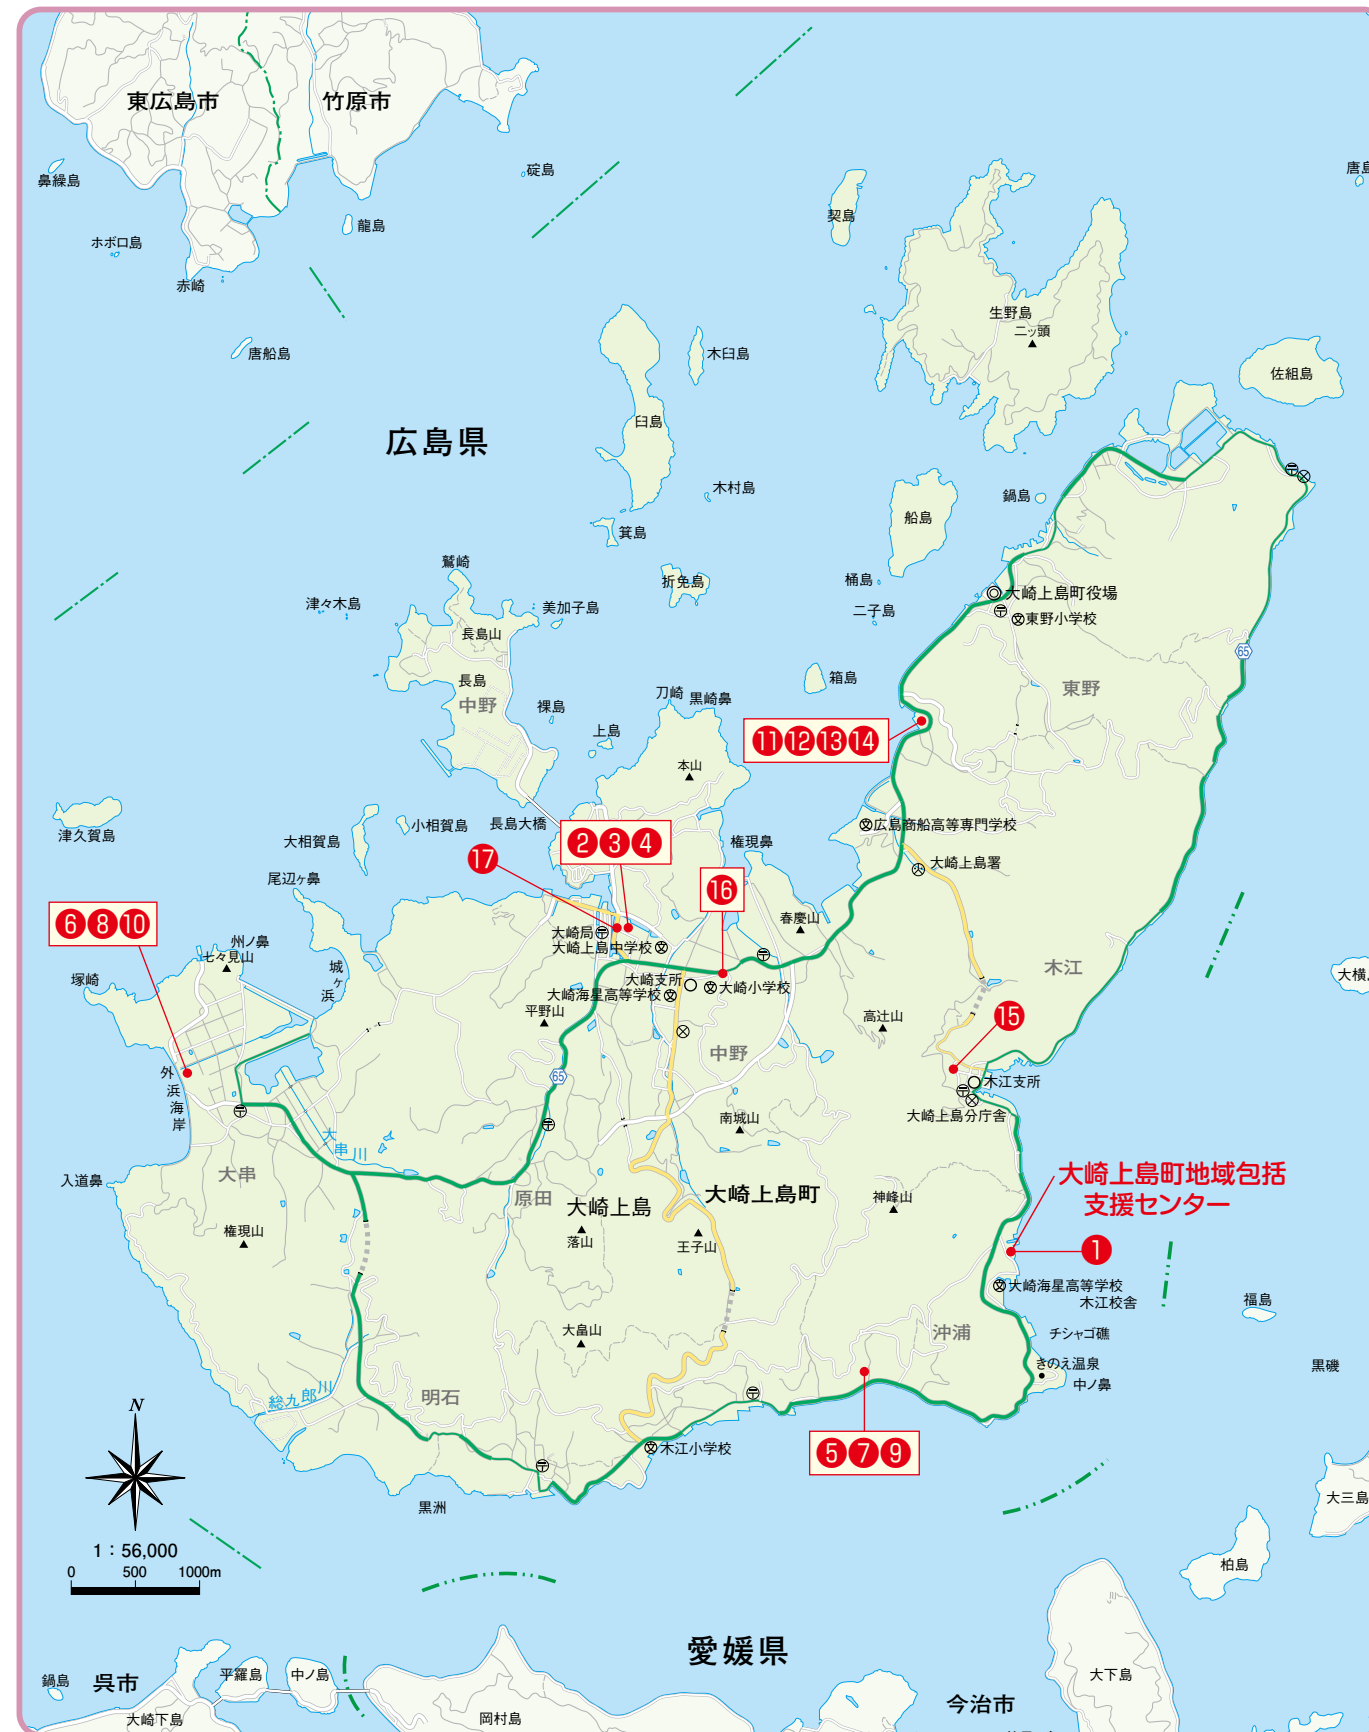 東広島市
竹原市
鼻繰島
碇島
唐島
契島
龍島
ホボロ島
赤崎
生野島
二ッ頭
唐船島
木臼島
佐組島
臼島
広島県
木村島
鍋島
船島
箕島
鷲崎
折免島
桶島
大崎上島町役場
津々木島
美加子島
二子島
東野小学校
長島山
65
長島
箱島
東野
中野
刀崎
黒崎鼻
裸島
上島
⑪⑫⑬⑭
本山
津久賀島
小相賀島
長島大橋
大相賀島
②③④
権現鼻
広島商船高等専門学校
⑰
大崎上島署
尾辺ヶ鼻
⑯
⑥⑧⑩
春慶山
大崎局
州ノ鼻
大崎上島中学校
七々見山
城ヶ浜
木江
塚崎
大崎支所
大横
大崎海星高等学校
大崎小学校
平野山
高辻山
⑮
中野
外浜海岸
65
木江支所
大崎上島分庁舎
南城山
大串川
大串
入道鼻
大崎上島町地域包括
支援センター
原田
大崎上島
大崎上島町
神峰山
権現山
落山
王子山
①
大崎海星高等学校
木江校舎
福島
大畠山
沖浦
チシャゴ礁
きのえ温泉
黒磯
中ノ鼻
総九郎川
明石
N
木江小学校
⑤⑦⑨
黒洲
大三島
1：56,000
0 500 1000m
柏島
愛媛県
鍋島
呉市
平羅島
中ノ島
大下島
今治市
大崎下島
岡村島